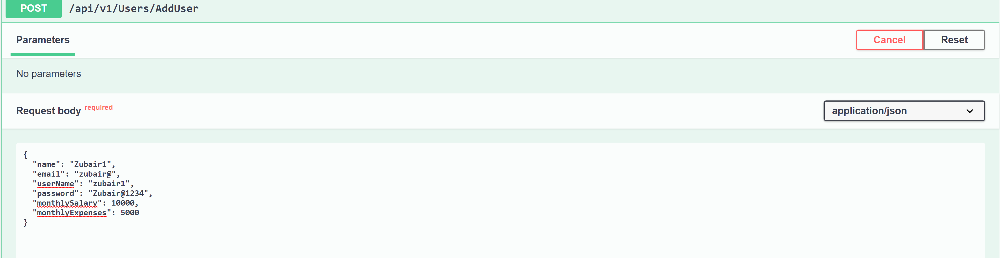 POST /api/v1/Users/AddUser
Parameters
Cancel Reset
No parameters
Request body required
application/json
{
  "name": "Zubair1",
  "email": "zubair@",
  "userName": "zubair1",
  "password": "Zubair@1234",
  "monthlySalary": 10000,
  "monthlyExpenses": 5000
}